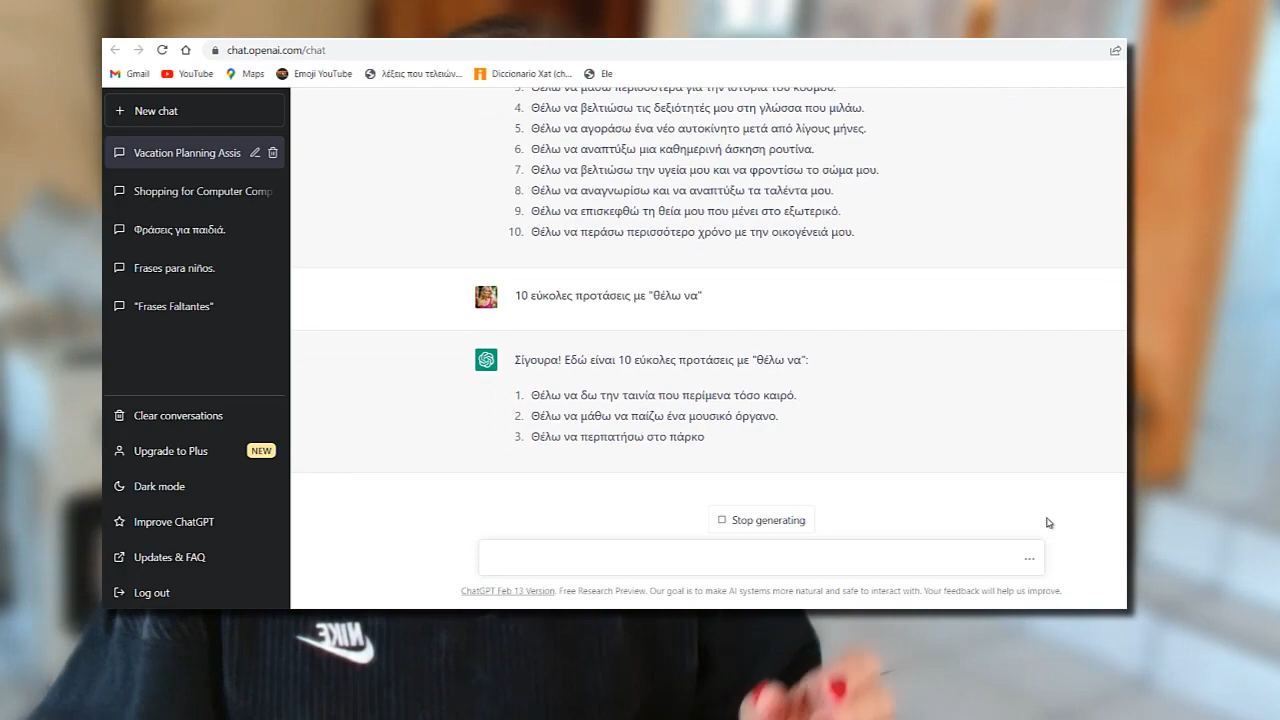 chat.openai.com/chat
Gmail YouTube Maps Emoji YouTube λέξεις που τελειών... Diccionario Xat (ch... Ele
New chat
Vacation Planning Assis
Shopping for Computer Comp
Φράσεις για παιδιά.
Frases para niños.
"Frases Faltantes"
Clear conversations
Upgrade to Plus NEW
Dark mode
Improve ChatGPT
Updates & FAQ
Log out
3. Θέλω να μάθω περισσότερα για την ιστορία του κόσμου.
4. Θέλω να βελτιώσω τις δεξιότητές μου στη γλώσσα που μιλάω.
5. Θέλω να αγοράσω ένα νέο αυτοκίνητο μετά από λίγους μήνες.
6. Θέλω να αναπτύξω μια καθημερινή άσκηση ρουτίνα.
7. Θέλω να βελτιώσω την υγεία μου και να φροντίσω το σώμα μου.
8. Θέλω να αναγνωρίσω και να αναπτύξω τα ταλέντα μου.
9. Θέλω να επισκεφθώ τη θεία μου που μένει στο εξωτερικό.
10. Θέλω να περάσω περισσότερο χρόνο με την οικογένειά μου.
10 εύκολες προτάσεις με "θέλω να"
Σίγουρα! Εδώ είναι 10 εύκολες προτάσεις με "θέλω να":
1. Θέλω να δω την ταινία που περίμενα τόσο καιρό.
2. Θέλω να μάθω να παίζω ένα μουσικό όργανο.
3. Θέλω να περπατήσω στο πάρκο
Stop generating
ChatGPT Feb 13 Version. Free Research Preview. Our goal is to make AI systems more natural and safe to interact with. Your feedback will help us improve.
NIKE